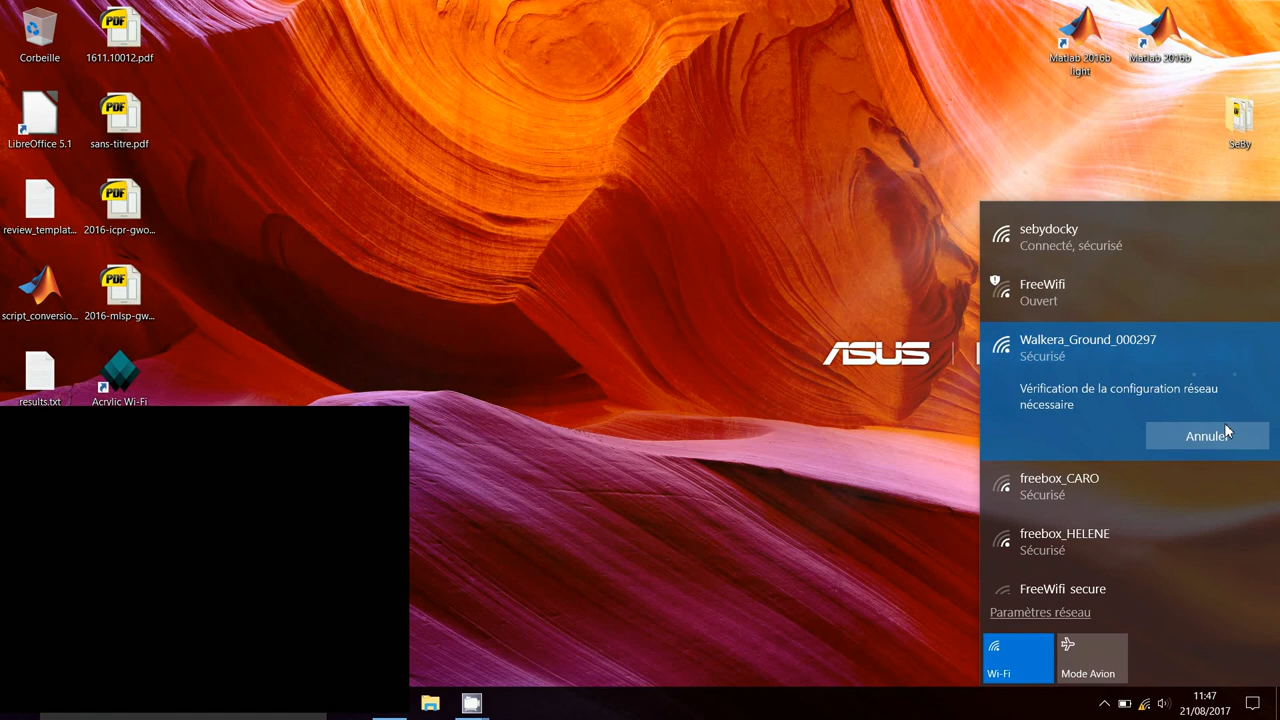 Corbeille
1611.10012.pdf
LibreOffice 5.1
sans-titre.pdf
review_templat...
2016-icpr-gwo...
script_conversio...
2016-mlsp-gw...
results.txt
Acrylic Wi-Fi
Matlab 2016b
light
Matlab 2016b
SeBy
ASUS
sebydocky
Connecté, sécurisé
FreeWifi
Ouvert
Walkera_Ground_000297
Sécurisé
Vérification de la configuration réseau
nécessaire
Annuler
freebox_CARO
Sécurisé
freebox_HELENE
Sécurisé
FreeWifi secure
Paramètres réseau
Wi-Fi
Mode Avion
11:47
21/08/2017